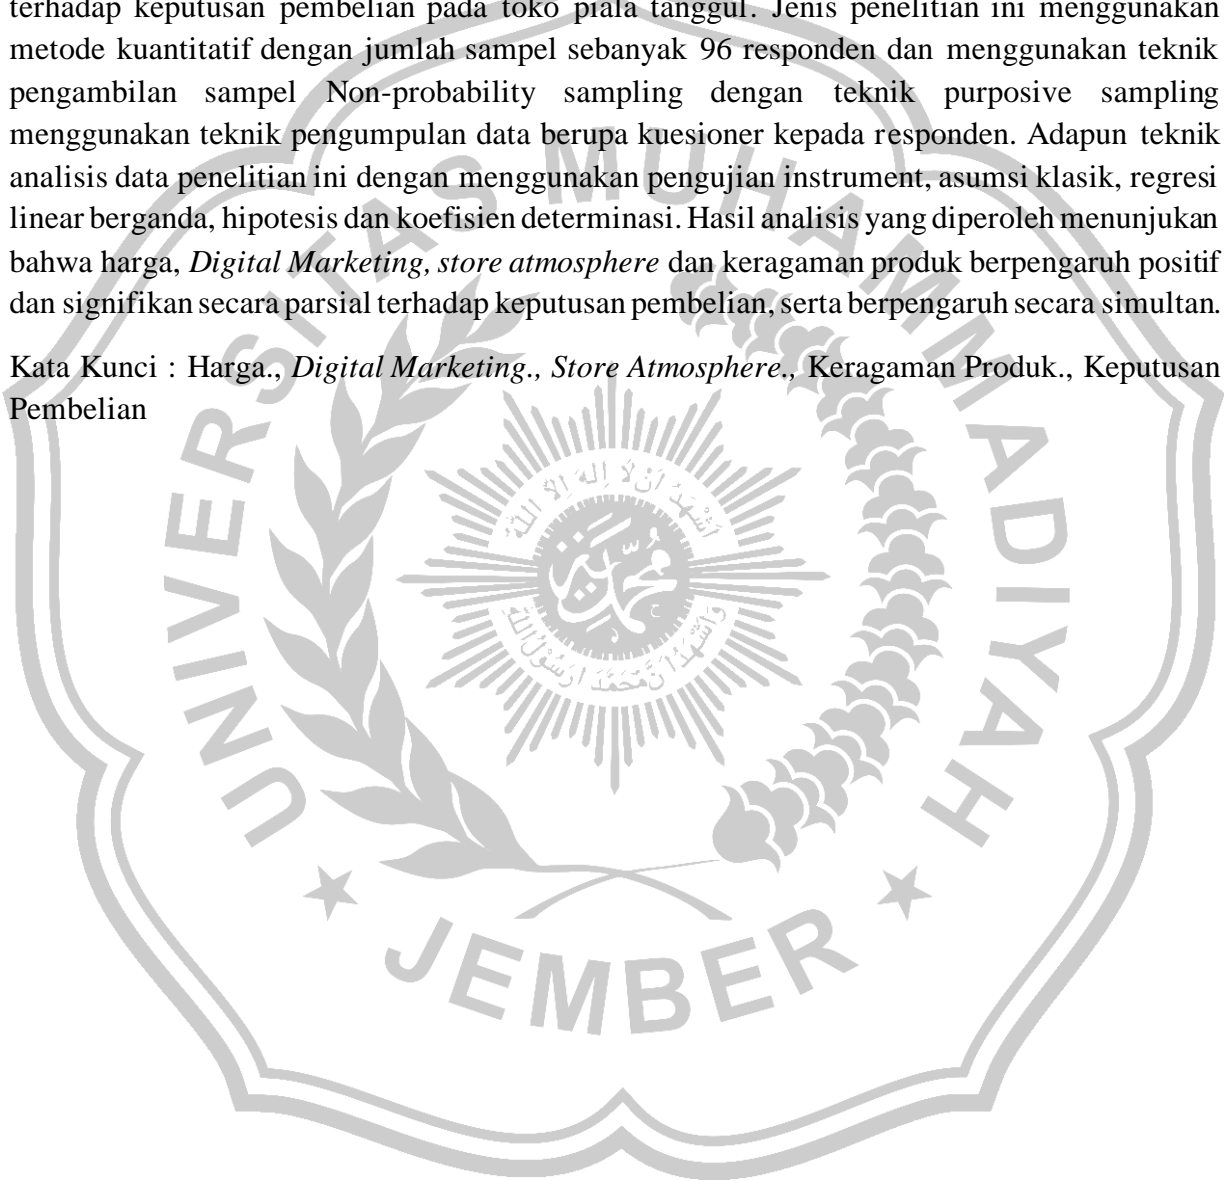 terhadap keputusan pembelian pada toko piala tanggul. Jenis penelitian ini menggunakan
metode kuantitatif dengan jumlah sampel sebanyak 96 responden dan menggunakan teknik
pengambilan sampel Non-probability sampling dengan teknik purposive sampling
menggunakan teknik pengumpulan data berupa kuesioner kepada responden. Adapun teknik
analisis data penelitian ini dengan menggunakan pengujian instrument, asumsi klasik, regresi
linear berganda, hipotesis dan koefisien determinasi. Hasil analisis yang diperoleh menunjukan
bahwa harga, Digital Marketing, store atmosphere dan keragaman produk berpengaruh positif
dan signifikan secara parsial terhadap keputusan pembelian, serta berpengaruh secara simultan.
Kata Kunci : Harga., Digital Marketing., Store Atmosphere., Keragaman Produk., Keputusan
Pembelian
UNIVERSITAS MUHAMMADIYAH
JEMBER